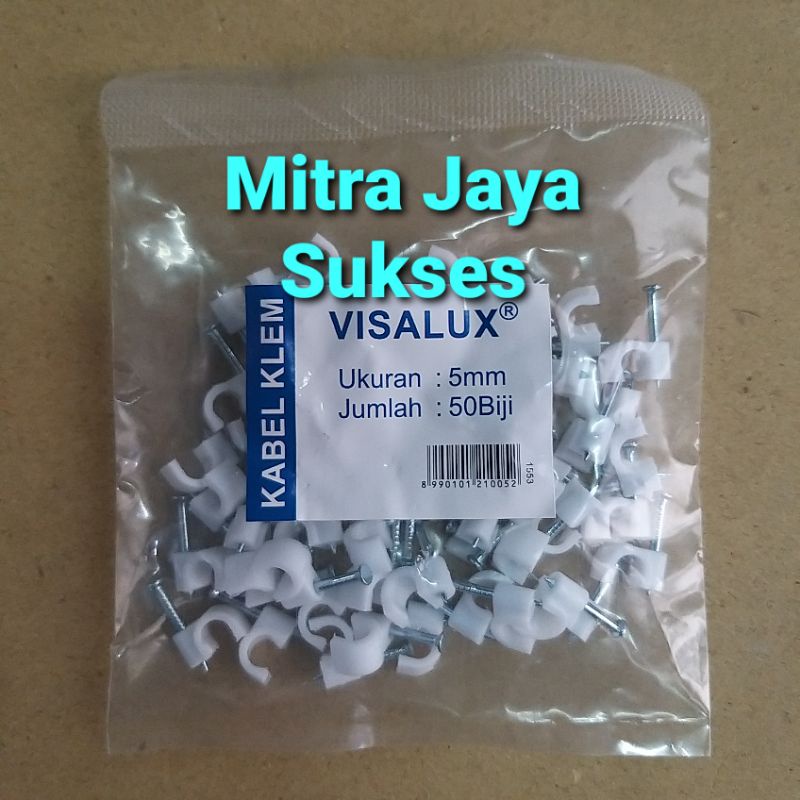 Mitra Jaya
Sukses
KABEL KLEM
VISALUX®
Ukuran : 5mm
Jumlah : 50Biji
8 990101 210052
1553